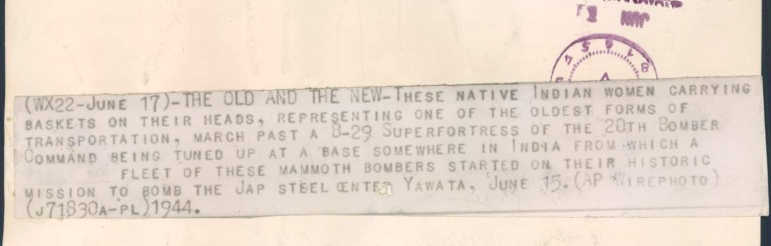 (WX22-JUNE 17)-THE OLD AND THE NEW-THESE NATIVE INDIAN WOMEN CARRYING
BASKETS ON THEIR HEADS, REPRESENTING ONE OF THE OLDEST FORMS OF
TRANSPORTATION, MARCH PAST A B-29 SUPERFORTRESS OF THE 20TH BOMBER
COMMAND BEING TUNED UP AT A BASE SOMEWHERE IN INDIA FROM WHICH A
FLEET OF THESE MAMMOTH BOMBERS STARTED ON THEIR HISTORIC
MISSION TO BOMB THE JAP STEEL CENTER YAWATA, JUNE 15.(AP WIREPHOTO)
(J71830A-PL)1944.